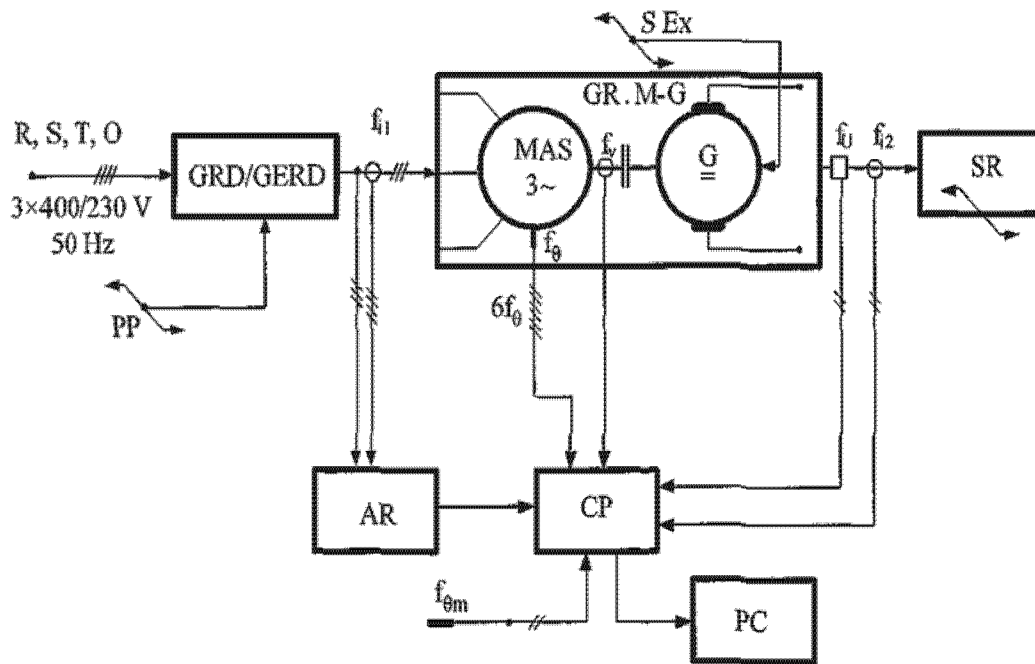 S Ex
GR. M-G
R, S, T, O
3×400/230 V
50 Hz
GRD/GERD
f_i1
MAS
3~
f_v
G
=
f_U
f_i2
SR
PP
f_θ
6f_θ
AR
CP
f_θm
PC